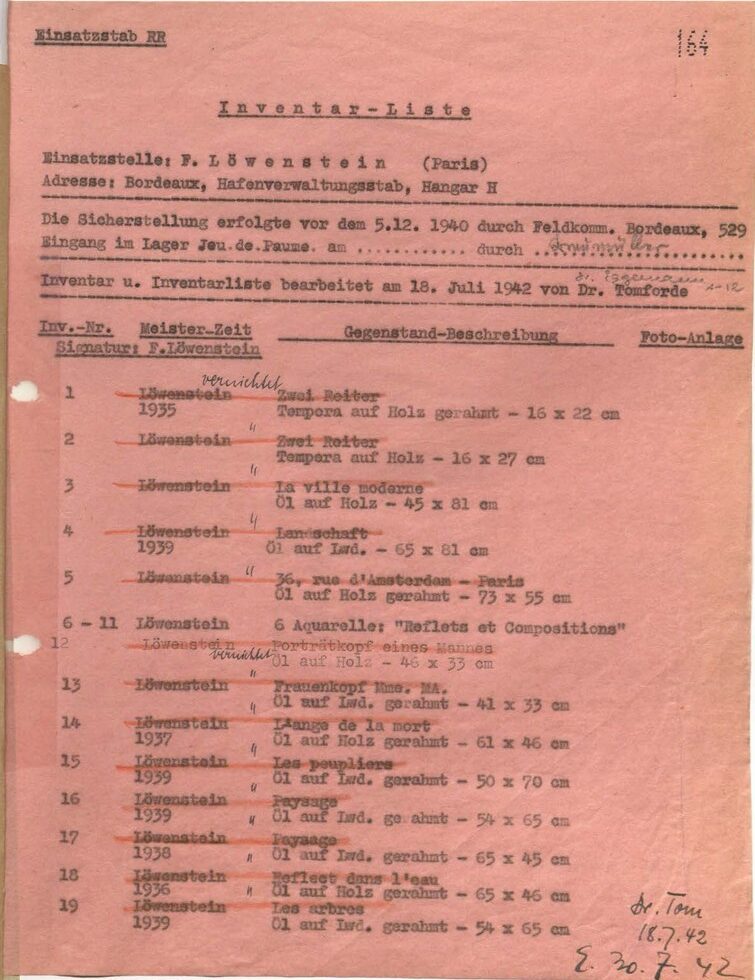 Einsatzstab RR
164
Inventar-Liste
Einsatzstelle: F. Löwenstein (Paris)
Adresse: Bordeaux, Hafenverwaltungsstab, Hangar H
Die Sicherstellung erfolgte vor dem 5.12. 1940 durch Feldkomm. Bordeaux, 529
Eingang im Lager Jeu.de.Paume. am ............ durch
Inventar u. Inventarliste bearbeitet am 18. Juli 1942 von Dr. Tomforde
Inv.-Nr. Meister-Zeit Gegenstand-Beschreibung Foto-Anlage
Signatur: F.Löwenstein
vernichtet
1 Löwenstein Zwei Reiter
1935 Tempera auf Holz gerahmt - 16 x 22 cm
2 Löwenstein " Zwei Reiter
Tempera auf Holz - 16 x 27 cm
3 Löwenstein " La ville moderne
Öl auf Holz - 45 x 81 cm
4 Löwenstein " Landschaft
1939 Öl auf Lwd. - 65 x 81 cm
5 Löwenstein " 36, rue d'Amsterdam - Paris
Öl auf Holz gerahmt - 73 x 55 cm
6 - 11 Löwenstein 6 Aquarelle: "Reflets et Compositions"
12 Löwenstein Porträtkopf eines Mannes
vernichtet Öl auf Holz - 46 x 33 cm
13 Löwenstein " Frauenkopf Mme. MA.
Öl auf Lwd. gerahmt - 41 x 33 cm
14 Löwenstein " L'ange de la mort
1937 Öl auf Holz gerahmt - 61 x 46 cm
15 Löwenstein " Les peupliers
1939 Öl auf Lwd. gerahmt - 50 x 70 cm
16 Löwenstein " Paysage
1939 " Öl auf Lwd. ge ahmt - 54 x 65 cm
17 Löwenstein Paysage
1938 " Öl auf Lwd. gerahmt - 65 x 45 cm
18 Löwenstein Reflect dans l'eau
1936 " Öl auf Holz gerahmt - 65 x 46 cm
19 Löwenstein Les arbres
1939 Öl auf Lwd. gerahmt - 54 x 65 cm
Dr. Tom
18.7.42
E. 30.7.42